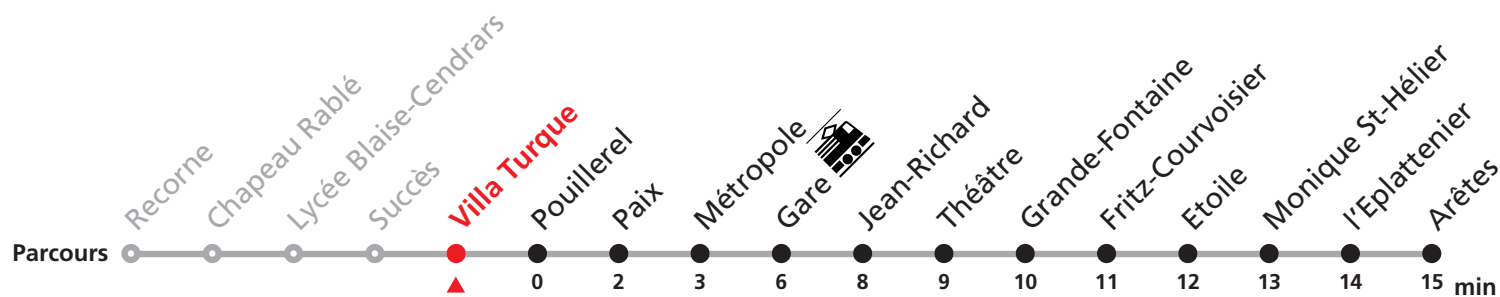 Recorne
Chapeau Rablé
Lycée Blaise-Cendrars
Succès
Villa Turque
Pouillerel
Paix
Métropole
Gare
Jean-Richard
Théâtre
Grande-Fontaine
Fritz-Courvoisier
Etoile
Monique St-Hélier
l'Eplattenier
Arêtes
Parcours
0 2 3 6 8 9 10 11 12 13 14 15 min